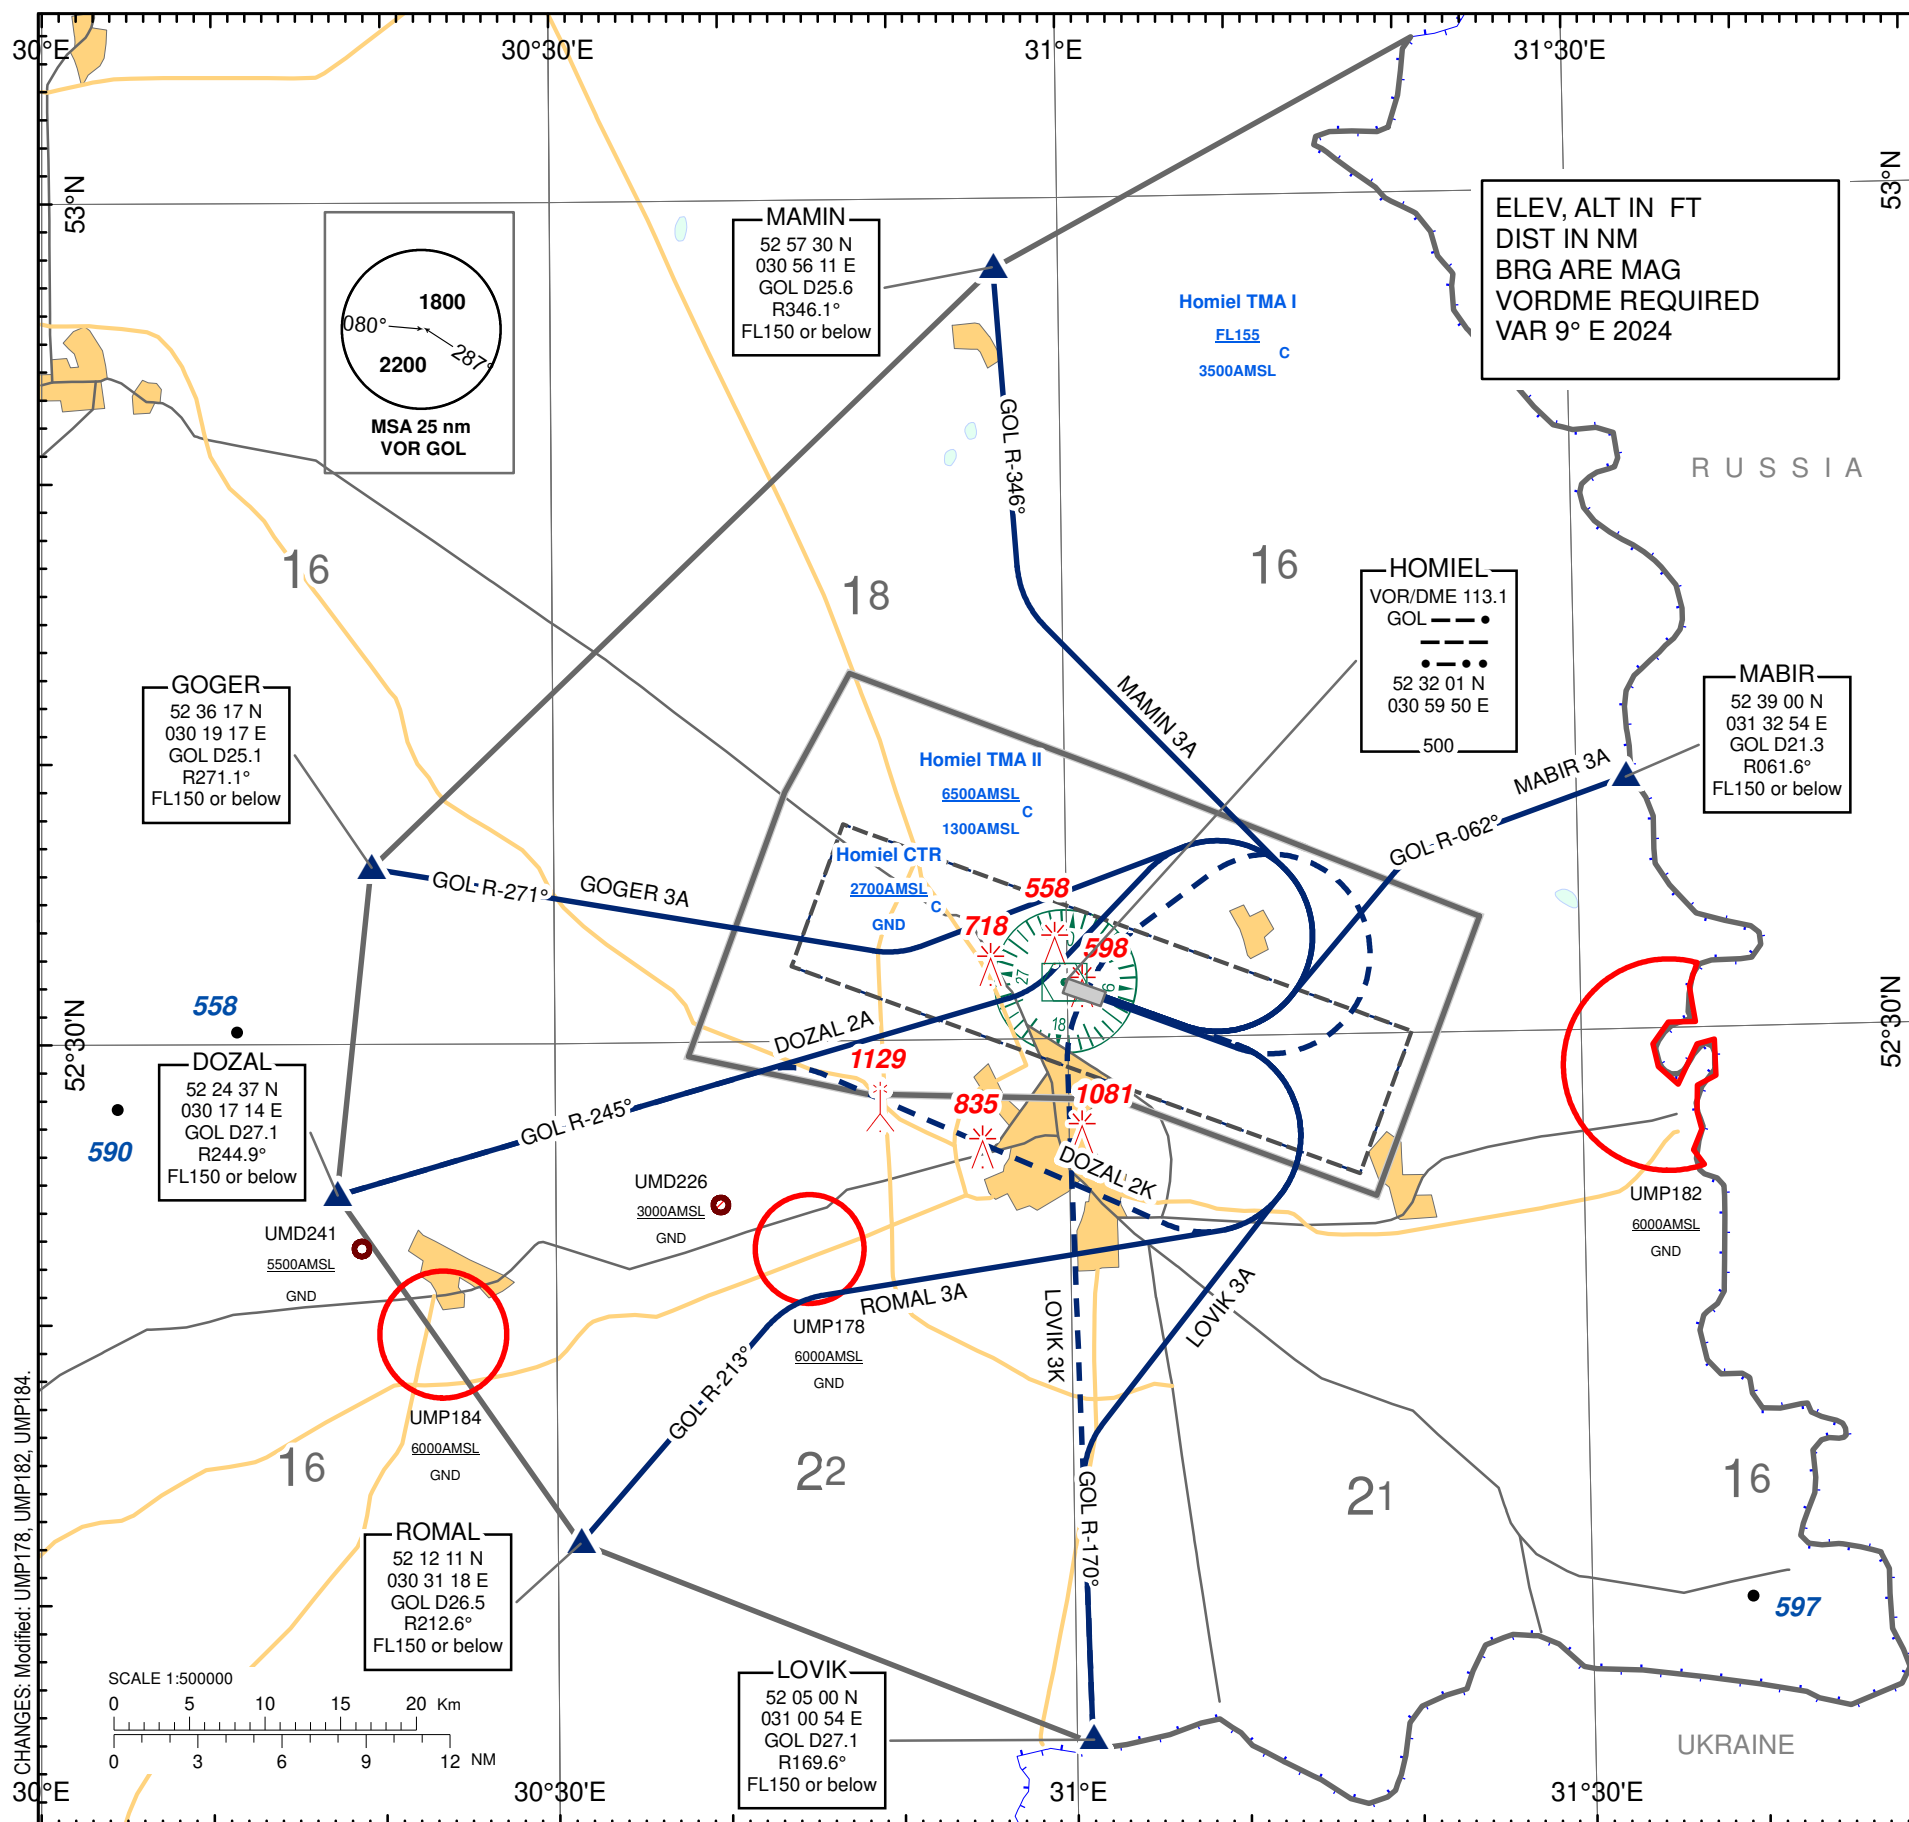 30°E
30°30'E
31°E
31°30'E
53°N
53°N
ELEV, ALT IN FT
DIST IN NM
BRG ARE MAG
VORDME REQUIRED
VAR 9° E 2024
1800
080°
287°
2200
MSA 25 nm
VOR GOL
MAMIN
52 57 30 N
030 56 11 E
GOL D25.6
R346.1°
FL150 or below
Homiel TMA I
FL155
C
3500AMSL
GOL R-346°
RUSSIA
16
18
16
HOMIEL
VOR/DME 113.1
GOL
52 32 01 N
030 59 50 E
500
GOGER
52 36 17 N
030 19 17 E
GOL D25.1
R271.1°
FL150 or below
MABIR
52 39 00 N
031 32 54 E
GOL D21.3
R061.6°
FL150 or below
MAMIN 3A
MABIR 3A
GOL R-062°
Homiel TMA II
6500AMSL
C
1300AMSL
Homiel CTR
2700AMSL
C
GND
GOL R-271°
GOGER 3A
558
718
598
27
18
6
52°30'N
52°30'N
558
590
DOZAL
52 24 37 N
030 17 14 E
GOL D27.1
R244.9°
FL150 or below
DOZAL 2A
GOL R-245°
1129
835
1081
DOZAL 2K
UMD226
3000AMSL
GND
UMD241
5500AMSL
GND
UMP182
6000AMSL
GND
ROMAL 3A
UMP178
6000AMSL
GND
LOVIK 3K
LOVIK 3A
GOL R-213°
UMP184
6000AMSL
GND
16
22
21
16
GOL R-170°
ROMAL
52 12 11 N
030 31 18 E
GOL D26.5
R212.6°
FL150 or below
597
LOVIK
52 05 00 N
031 00 54 E
GOL D27.1
R169.6°
FL150 or below
UKRAINE
SCALE 1:500000
0 5 10 15 20 Km
0 3 6 9 12 NM
30°E
30°30'E
31°E
31°30'E
CHANGES: Modified: UMP178, UMP182, UMP184.